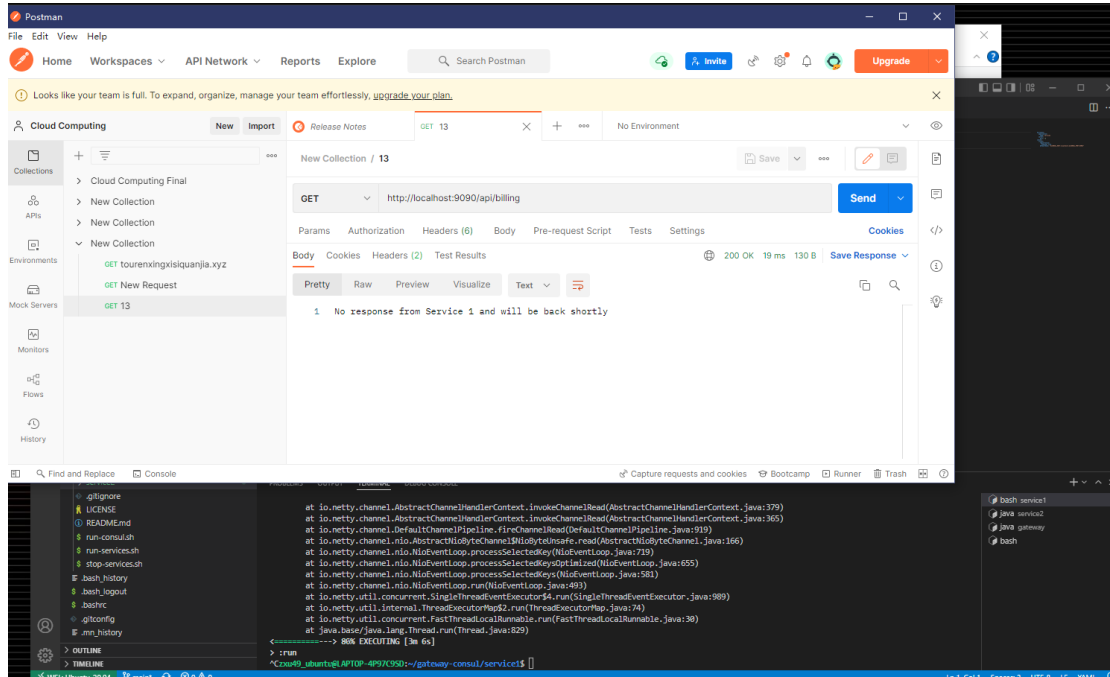 Postman
File Edit View Help
Home Workspaces API Network Reports Explore Search Postman Invite Upgrade
Looks like your team is full. To expand, organize, manage your team effortlessly, upgrade your plan.
Cloud Computing New Import Release Notes GET 13 No Environment
Collections
APIs
Environments
Mock Servers
Monitors
Flows
History
Cloud Computing Final
New Collection
New Collection
New Collection
GET tourenxingxisiquanjia.xyz
GET New Request
GET 13
New Collection / 13 Save
GET http://localhost:9090/api/billing Send
Params Authorization Headers (6) Body Pre-request Script Tests Settings Cookies
Body Cookies Headers (2) Test Results 200 OK 19 ms 130 B Save Response
Pretty Raw Preview Visualize Text
1 No response from Service 1 and will be back shortly
Find and Replace Console Capture requests and cookies Bootcamp Runner Trash
.gitignore
LICENSE
README.md
run-consul.sh
run-services.sh
stop-services.sh
.bash_history
.bash_logout
.bashrc
.gitconfig
.mn_history
OUTLINE
TIMELINE
at io.netty.channel.AbstractChannelHandlerContext.invokeChannelRead(AbstractChannelHandlerContext.java:379)
at io.netty.channel.AbstractChannelHandlerContext.invokeChannelRead(AbstractChannelHandlerContext.java:365)
at io.netty.channel.DefaultChannelPipeline.fireChannelRead(DefaultChannelPipeline.java:919)
at io.netty.channel.nio.AbstractNioByteChannel$NioByteUnsafe.read(AbstractNioByteChannel.java:166)
at io.netty.channel.nio.NioEventLoop.processSelectedKey(NioEventLoop.java:719)
at io.netty.channel.nio.NioEventLoop.processSelectedKeysOptimized(NioEventLoop.java:655)
at io.netty.channel.nio.NioEventLoop.processSelectedKeys(NioEventLoop.java:581)
at io.netty.channel.nio.NioEventLoop.run(NioEventLoop.java:493)
at io.netty.util.concurrent.SingleThreadEventExecutor$4.run(SingleThreadEventExecutor.java:989)
at io.netty.util.internal.ThreadExecutorMap$2.run(ThreadExecutorMap.java:74)
at io.netty.util.concurrent.FastThreadLocalRunnable.run(FastThreadLocalRunnable.java:30)
at java.base/java.lang.Thread.run(Thread.java:829)
<==========---> 80% EXECUTING [3m 6s]
> :run
^Czxu49_ubuntu@LAPTOP-4P97C9SD:~/gateway-consul/service1$
bash service1
java service2
java gateway
bash